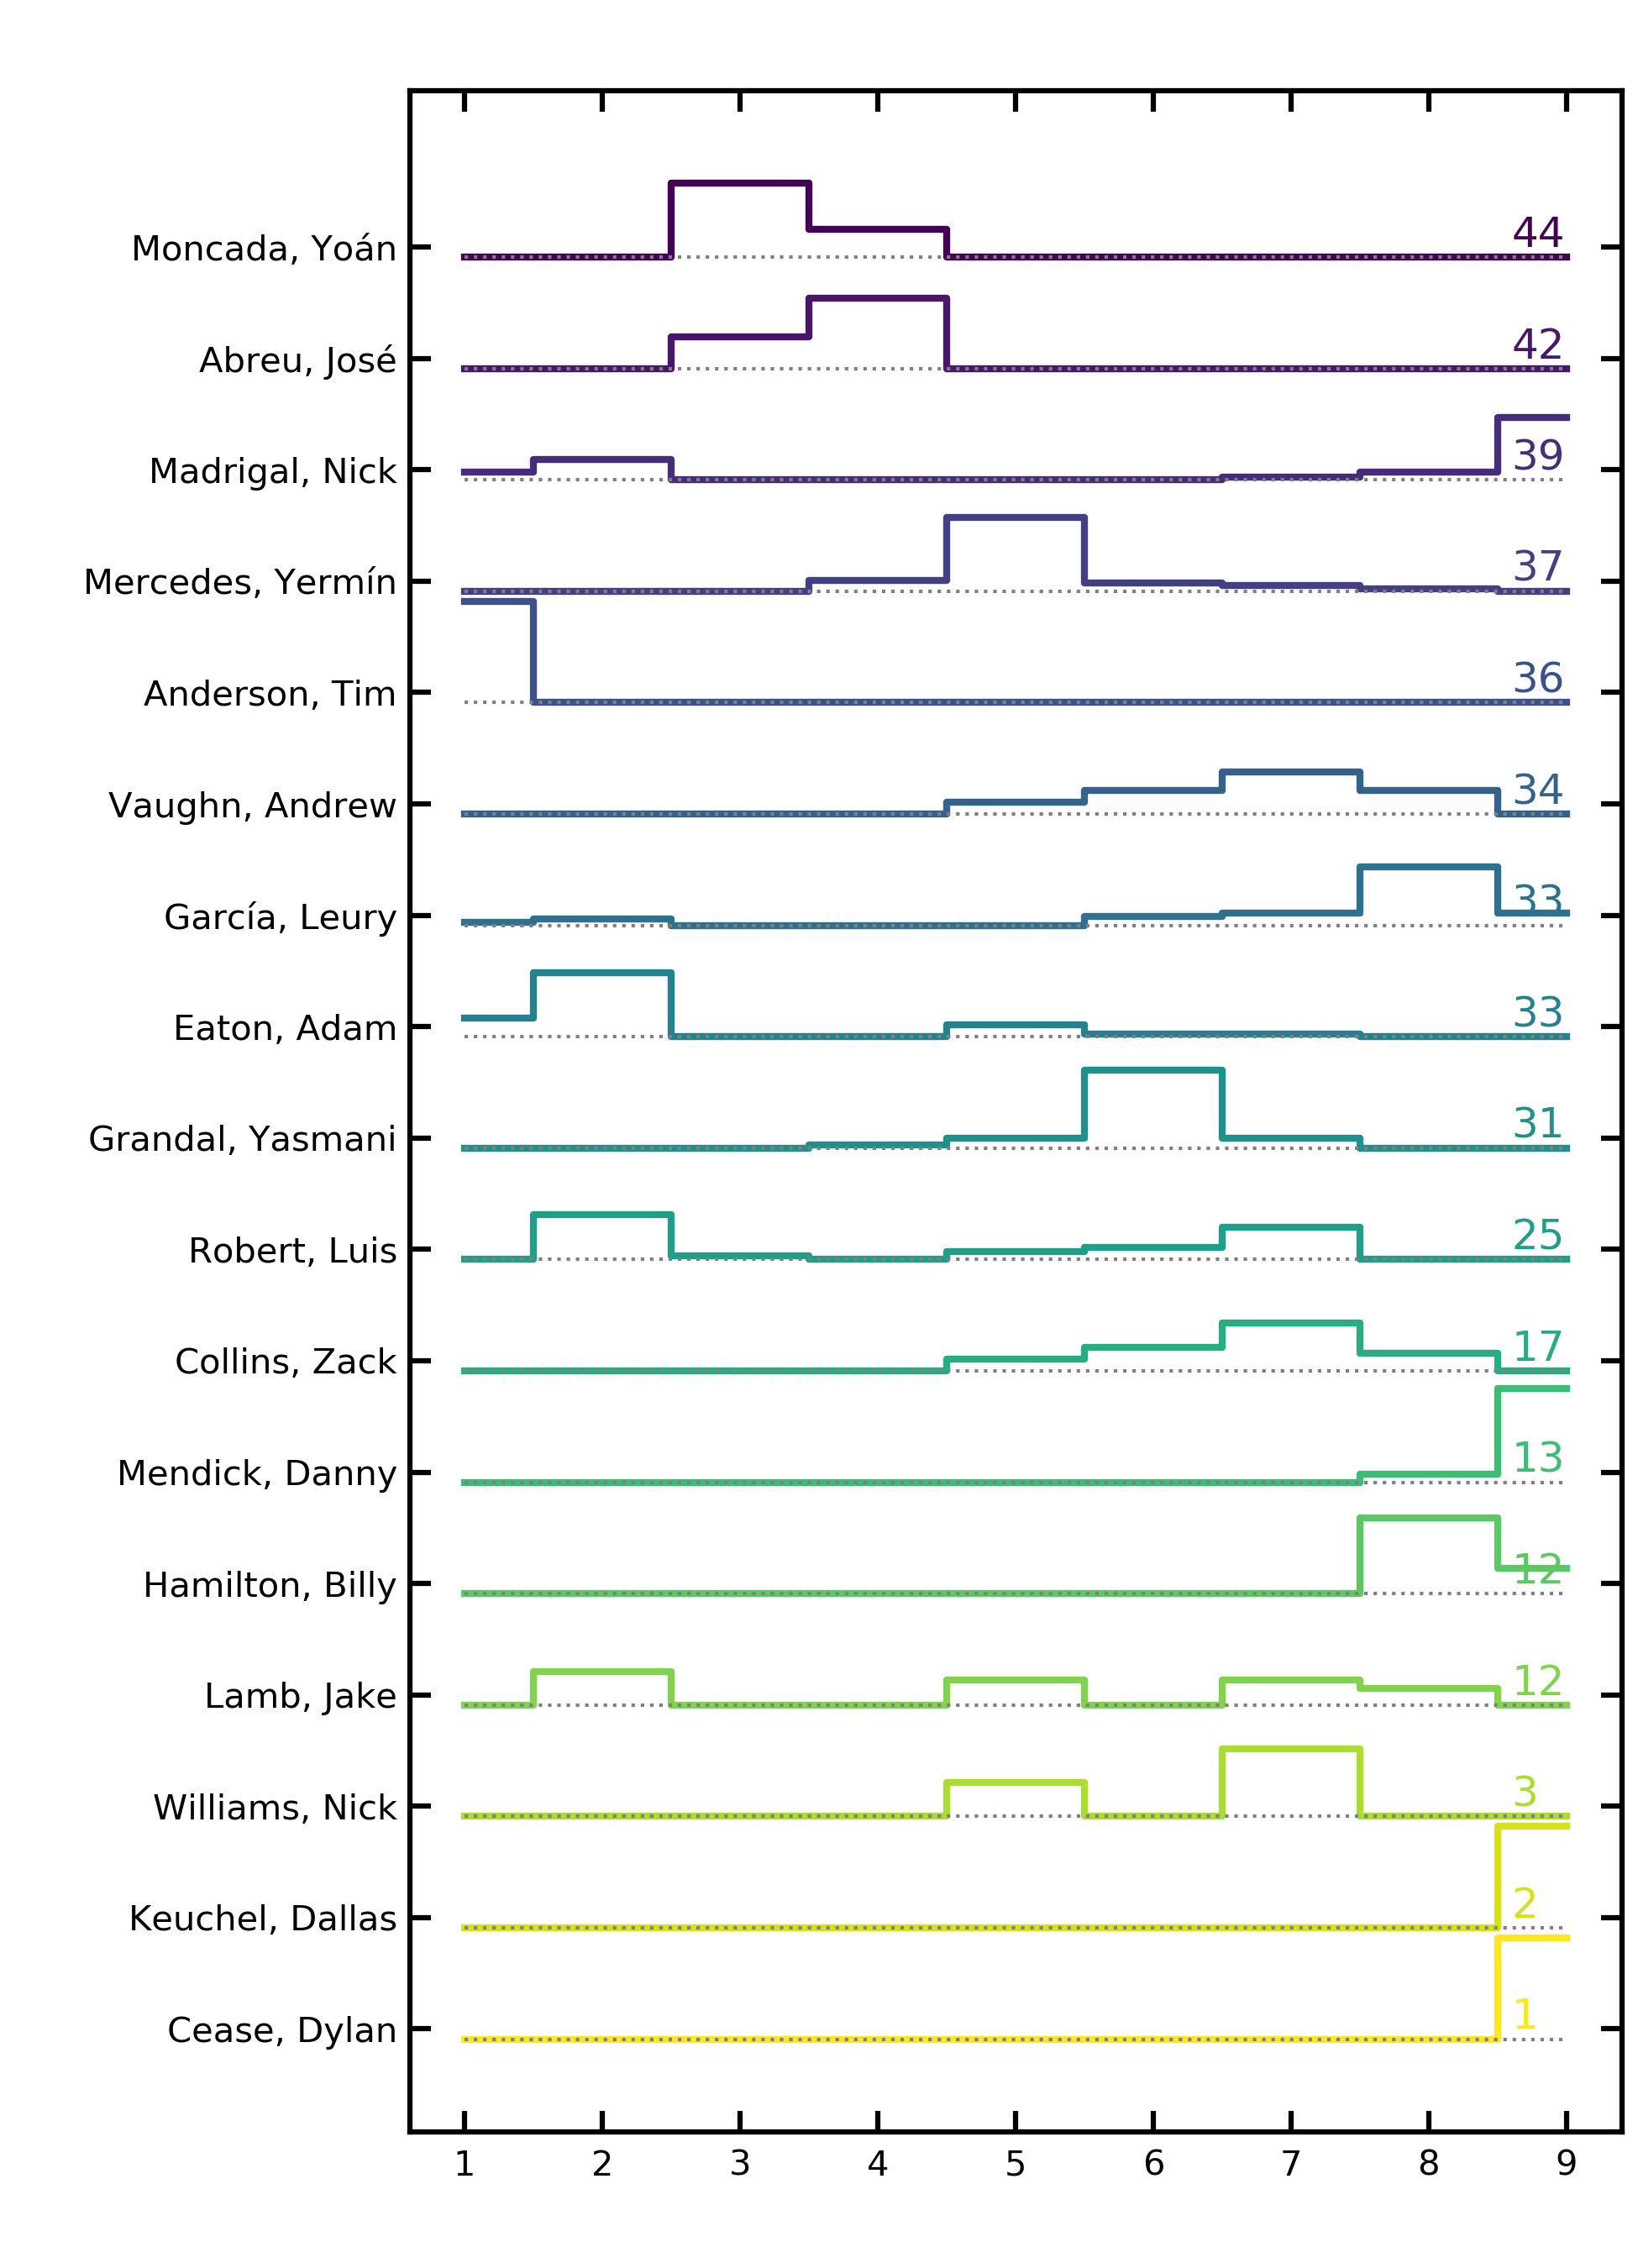 Moncada, Yoán 44
Abreu, José 42
Madrigal, Nick 39
Mercedes, Yermín 37
Anderson, Tim 36
Vaughn, Andrew 34
García, Leury 33
Eaton, Adam 33
Grandal, Yasmani 31
Robert, Luis 25
Collins, Zack 17
Mendick, Danny 13
Hamilton, Billy 12
Lamb, Jake 12
Williams, Nick 3
Keuchel, Dallas 2
Cease, Dylan 1
1 2 3 4 5 6 7 8 9